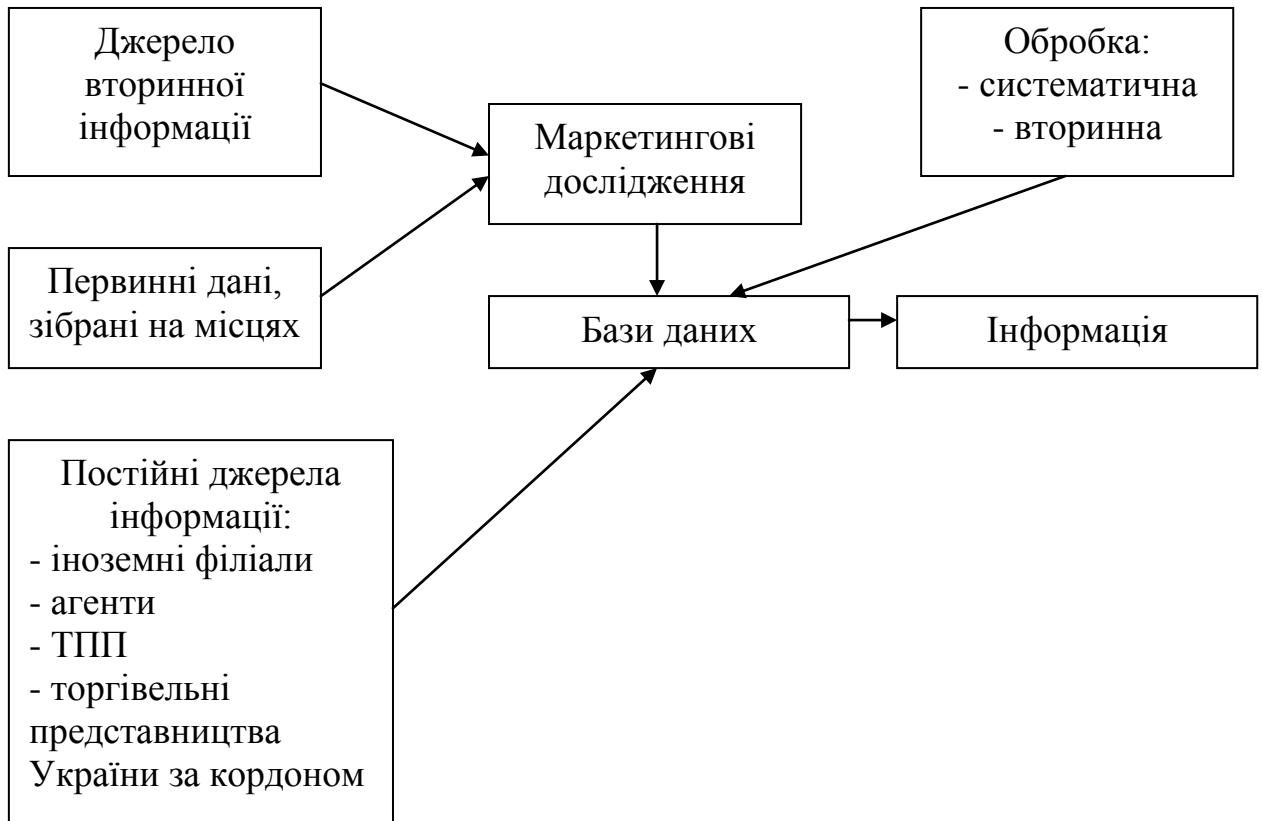 Джерело
вторинної
інформації
Обробка:
- систематична
- вторинна
Маркетингові
дослідження
Первинні дані,
зібрані на місцях
Бази даних
Інформація
Постійні джерела
інформації:
- іноземні філіали
- агенти
- ТПП
- торгівельні
представництва
України за кордоном